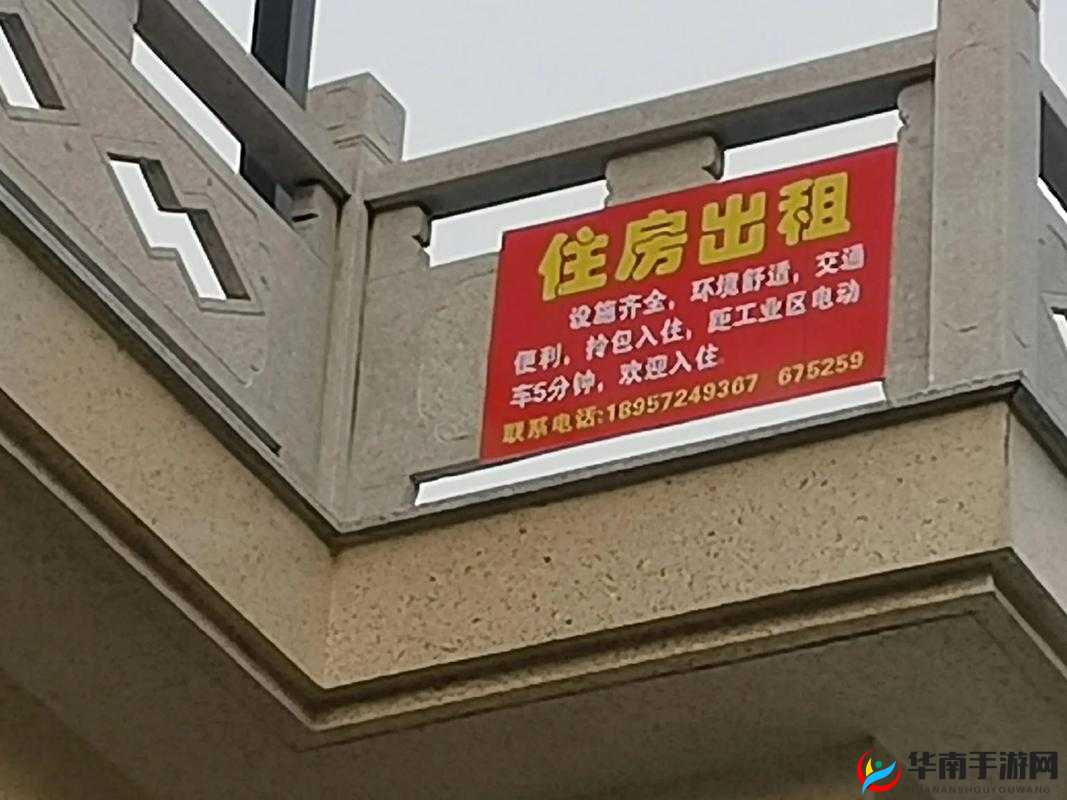 住房出租
设施齐全，环境舒适，交通
便利，拎包入住，距工业区电动
车5分钟，欢迎入住
联系电话:18957249367 675259
华南手游网
HUANANSHOUYOUWANG